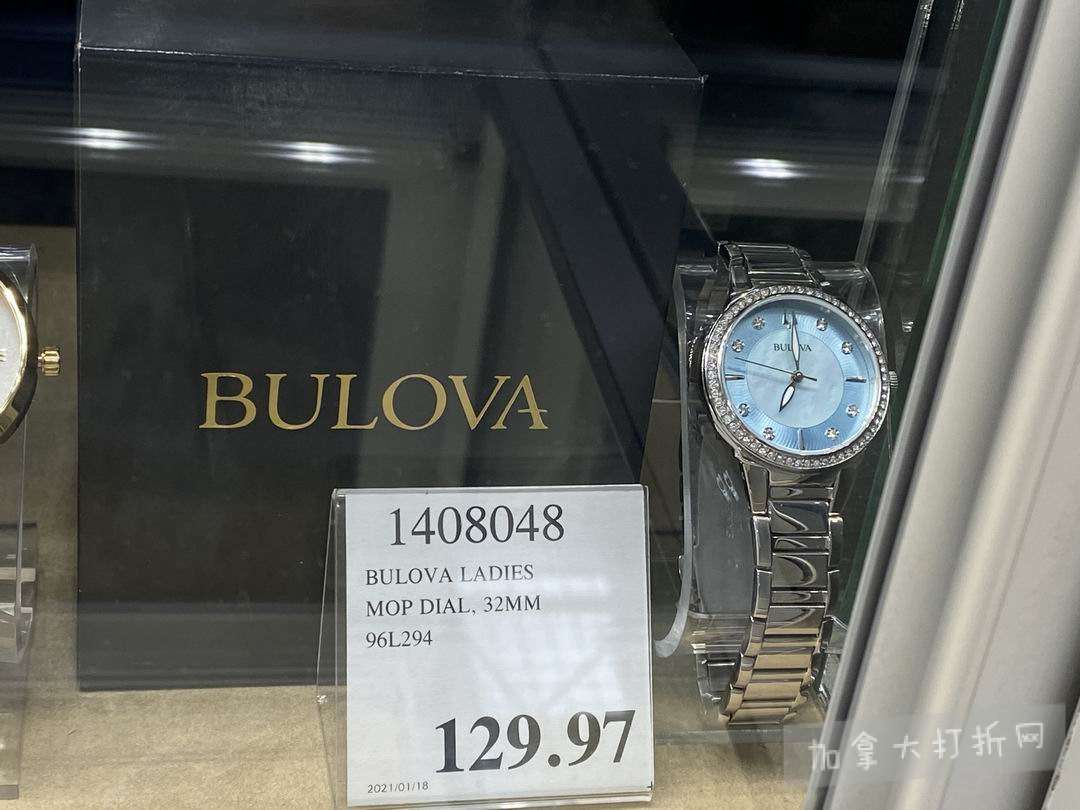 BULOVA
BULOVA
1408048
BULOVA LADIES
MOP DIAL, 32MM
96L294
129.97
2021/01/18
加拿大打折网